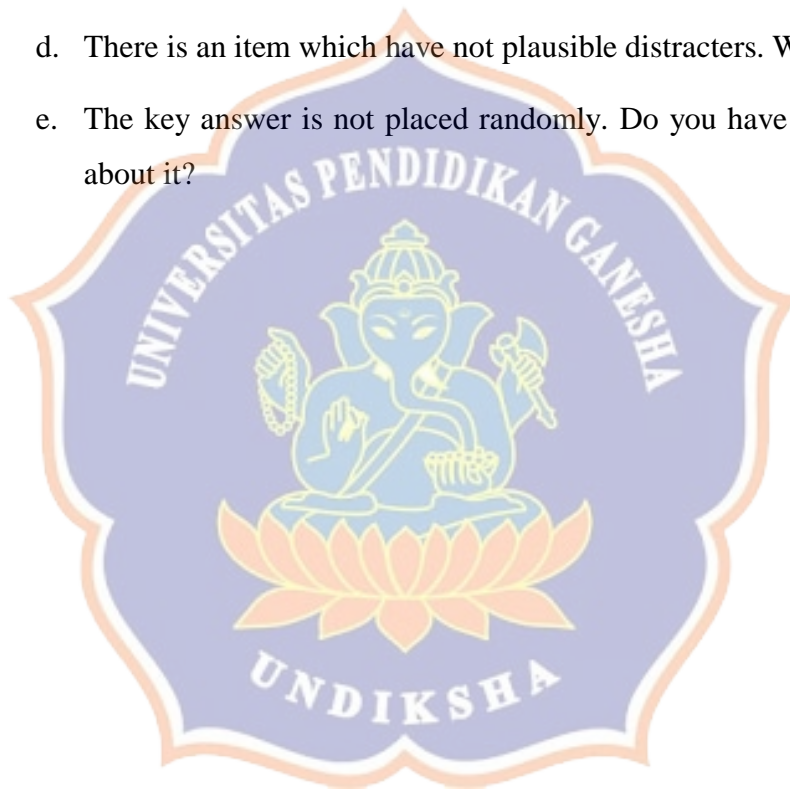 d. There is an item which have not plausible distracters. W
e. The key answer is not placed randomly. Do you have
about it?
UNIVERSITAS PENDIDIKAN GANESHA
UNDIKSHA